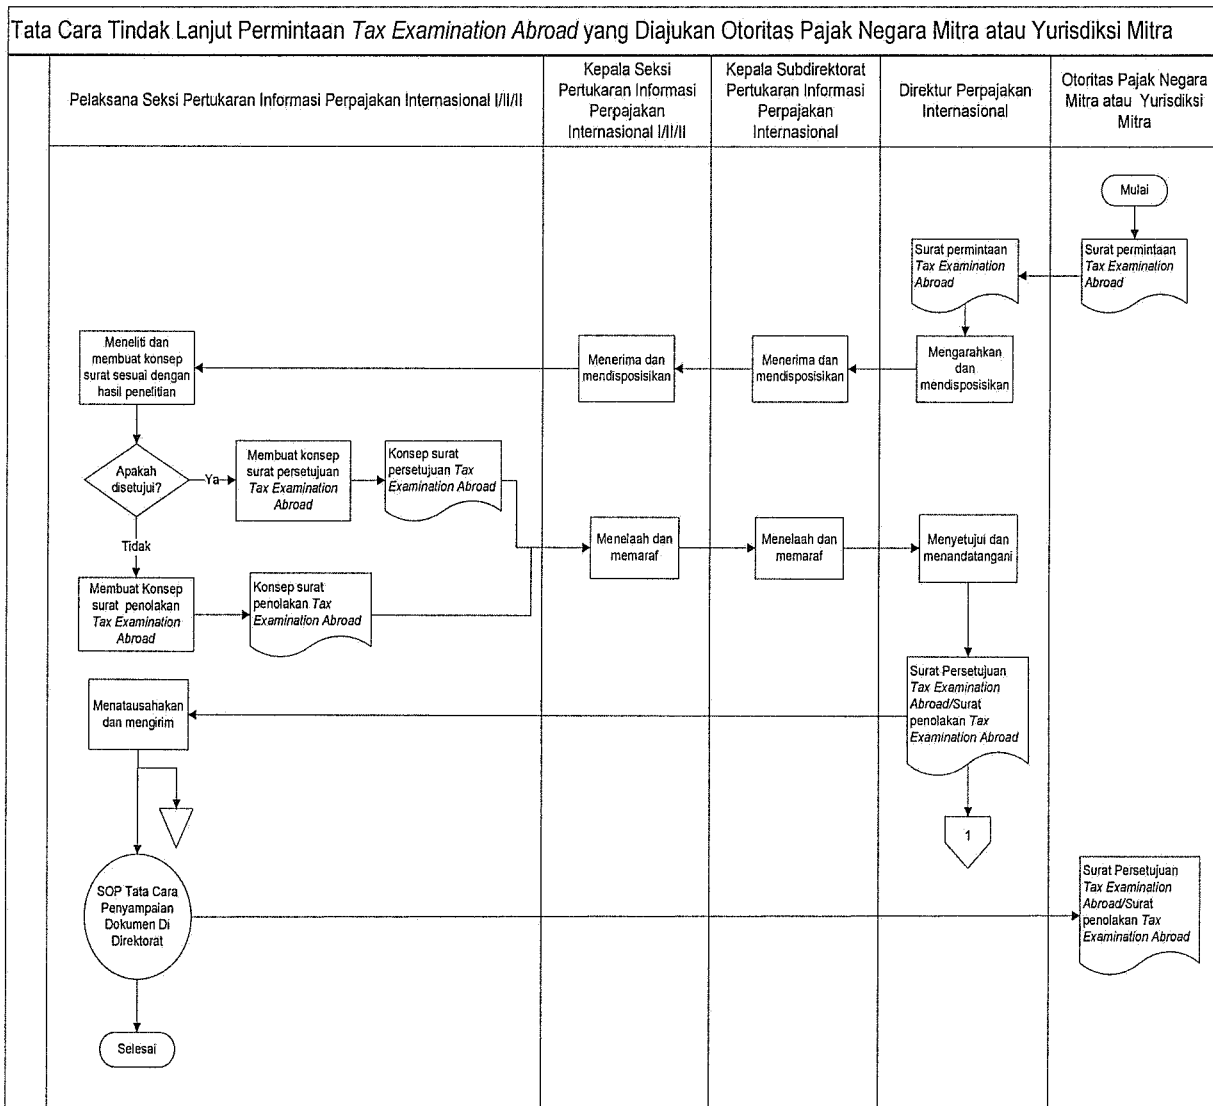 Tata Cara Tindak Lanjut Permintaan Tax Examination Abroad yang Diajukan Otoritas Pajak Negara Mitra atau Yurisdiksi Mitra
Pelaksana Seksi Pertukaran Informasi Perpajakan Internasional I/II/II
Kepala Seksi
Pertukaran Informasi
Perpajakan
Internasional I/II/II
Kepala Subdirektorat
Pertukaran Informasi
Perpajakan
Internasional
Direktur Perpajakan
Internasional
Otoritas Pajak Negara
Mitra atau Yurisdiksi
Mitra
Mulai
Surat permintaan
Tax Examination
Abroad
Surat permintaan
Tax Examination
Abroad
Meneliti dan
membuat konsep
surat sesuai dengan
hasil penelitian
Menerima dan
mendisposisikan
Menerima dan
mendisposisikan
Mengarahkan
dan
mendisposisikan
Apakah
disetujui?
Ya
Membuat konsep
surat persetujuan
Tax Examination
Abroad
Konsep surat
persetujuan Tax
Examination Abroad
Tidak
Menelaah dan
memaraf
Menelaah dan
memaraf
Menyetujui dan
menandatangani
Membuat Konsep
surat penolakan
Tax Examination
Abroad
Konsep surat
penolakan Tax
Examination Abroad
Surat Persetujuan
Tax Examination
Abroad/Surat
penolakan Tax
Examination Abroad
Menatausahakan
dan mengirim
1
SOP Tata Cara
Penyampaian
Dokumen Di
Direktorat
Surat Persetujuan
Tax Examination
Abroad/Surat
penolakan Tax
Examination Abroad
Selesai